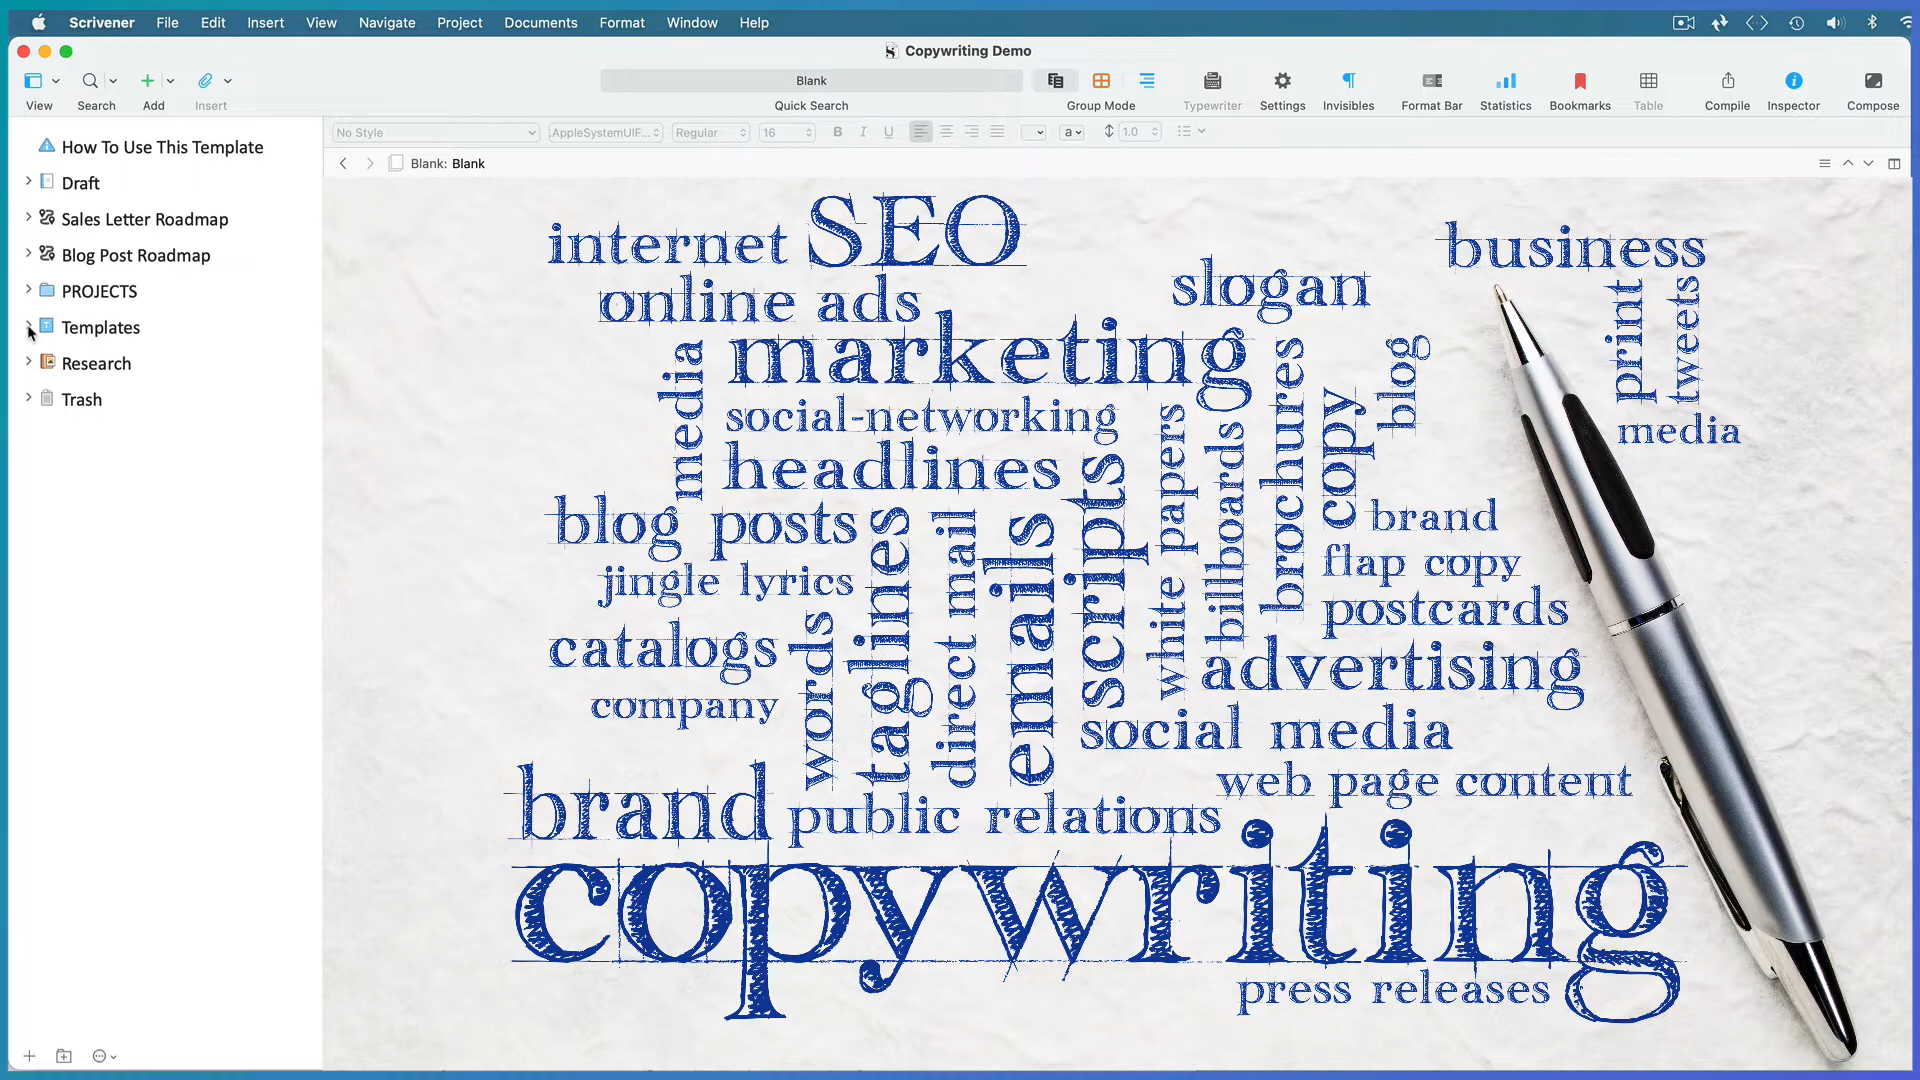 Scrivener File Edit Insert View Navigate Project Documents Format Window Help
Copywriting Demo
Blank
View Search Add Insert Quick Search Group Mode Typewriter Settings Invisibles Format Bar Statistics Bookmarks Table Compile Inspector Compose
No Style .AppleSystemUIF... Regular 16 B I U a 1.0
Blank: Blank
How To Use This Template
Draft
Sales Letter Roadmap
Blog Post Roadmap
PROJECTS
Templates
Research
Trash
internet SEO
business
online ads
slogan
print
tweets
marketing
media
brochures
blog
social-networking
copy
media
headlines
white papers
billboards
scripts
blog posts
taglines
direct mail
emails
brand
flap copy
jingle lyrics
postcards
catalogs
words
advertising
company
social media
web page content
brand
public relations
copywriting
press releases